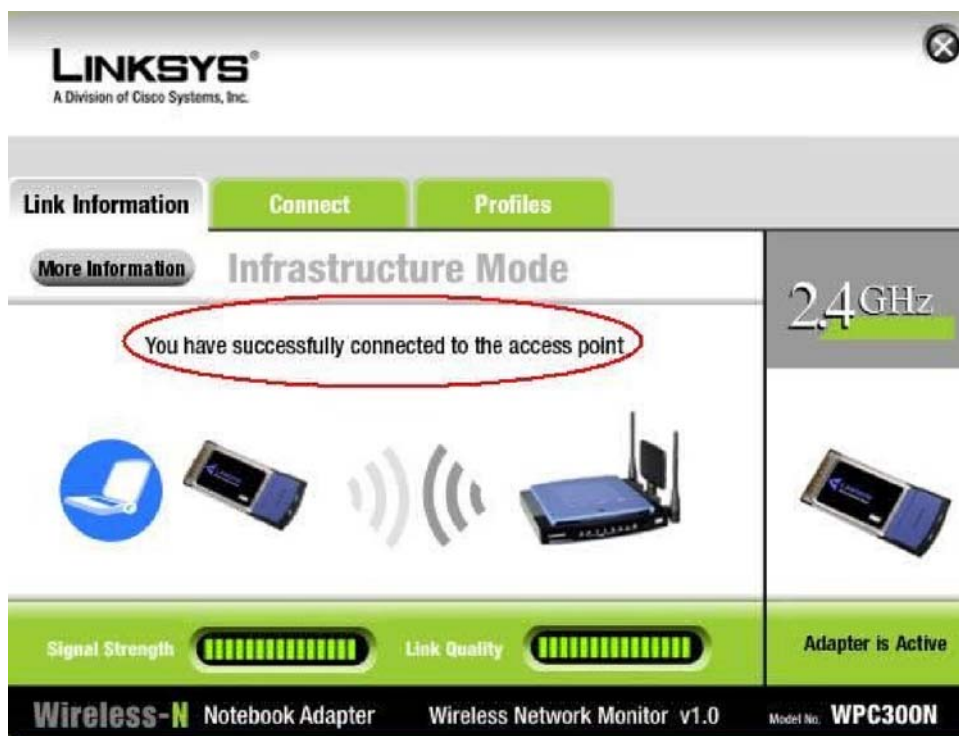 LINKSYS®
A Division of Cisco Systems, Inc.
Link Information
Connect
Profiles
More Information
Infrastructure Mode
2.4GHz
You have successfully connected to the access point
Signal Strength
Link Quality
Adapter is Active
Wireless-N Notebook Adapter Wireless Network Monitor v1.0 Model No. WPC300N